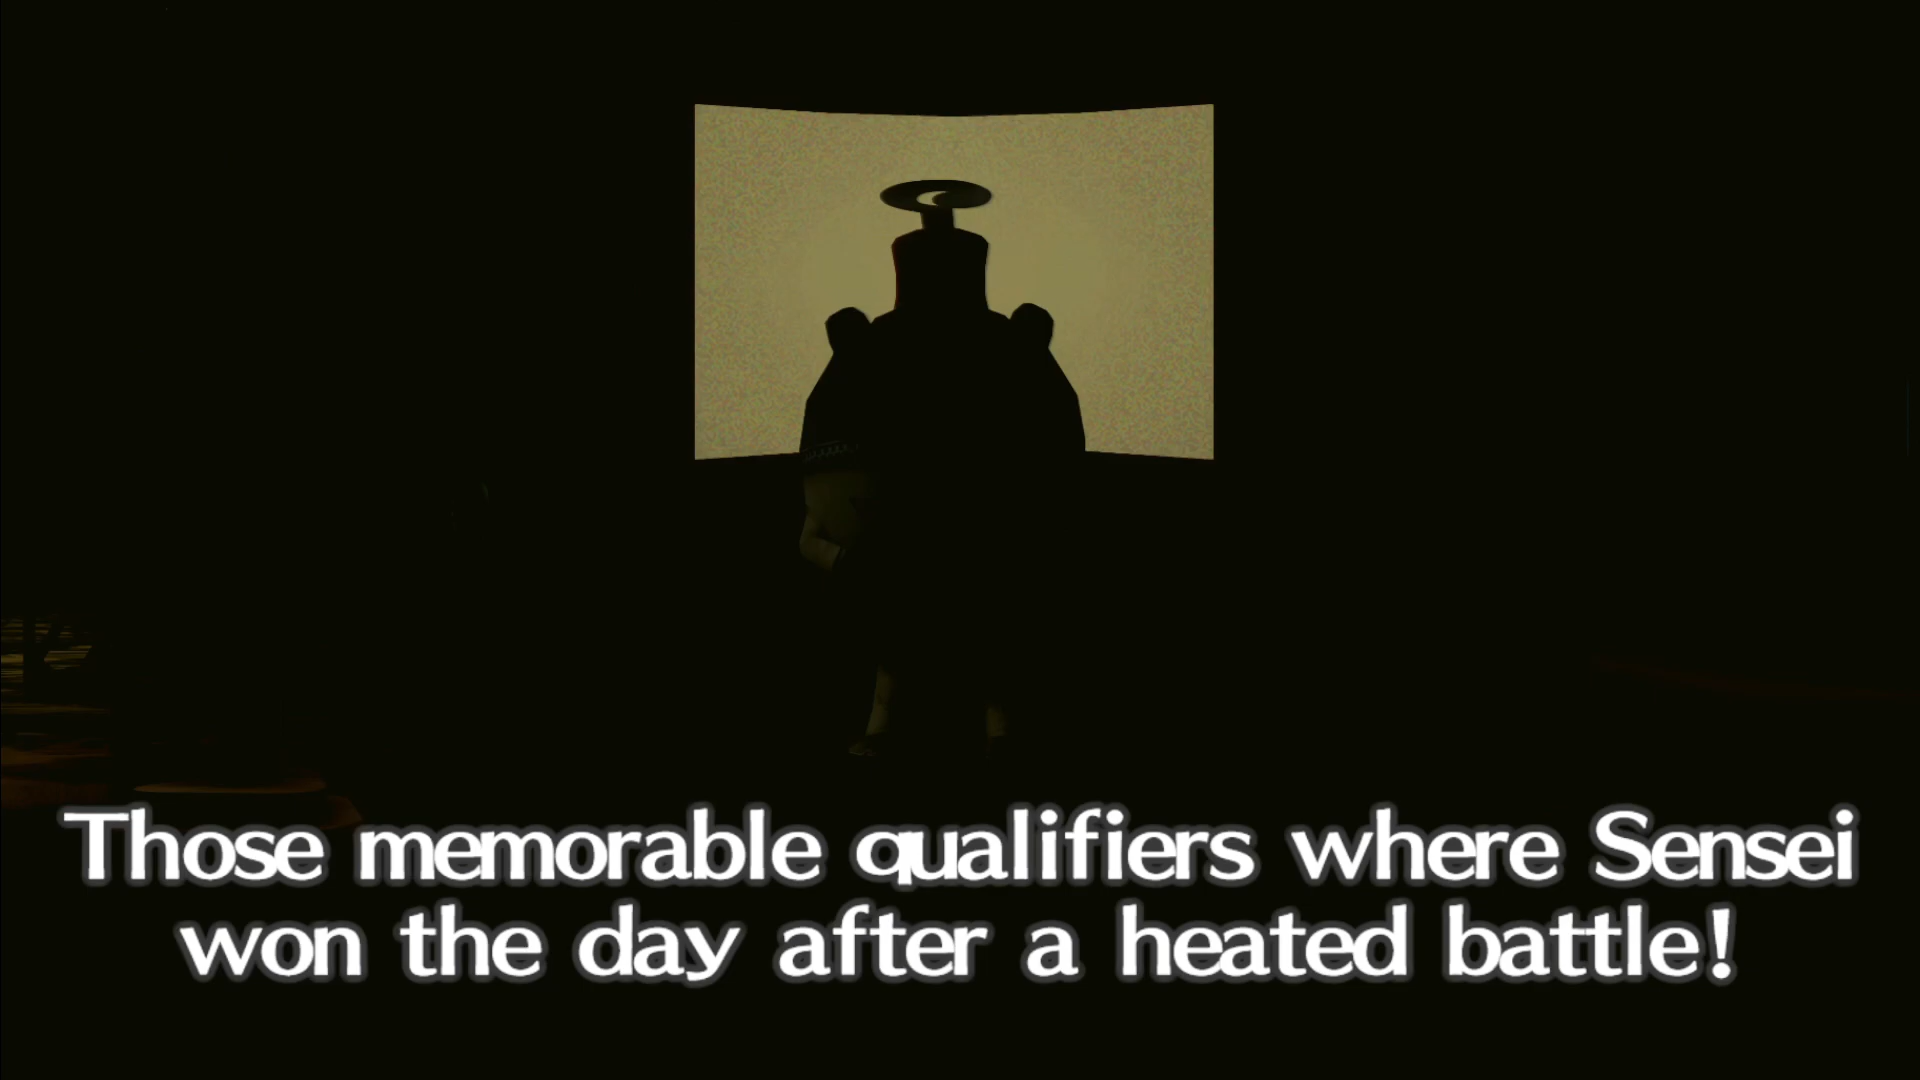 Those memorable qualifiers where Sensei
won the day after a heated battle!